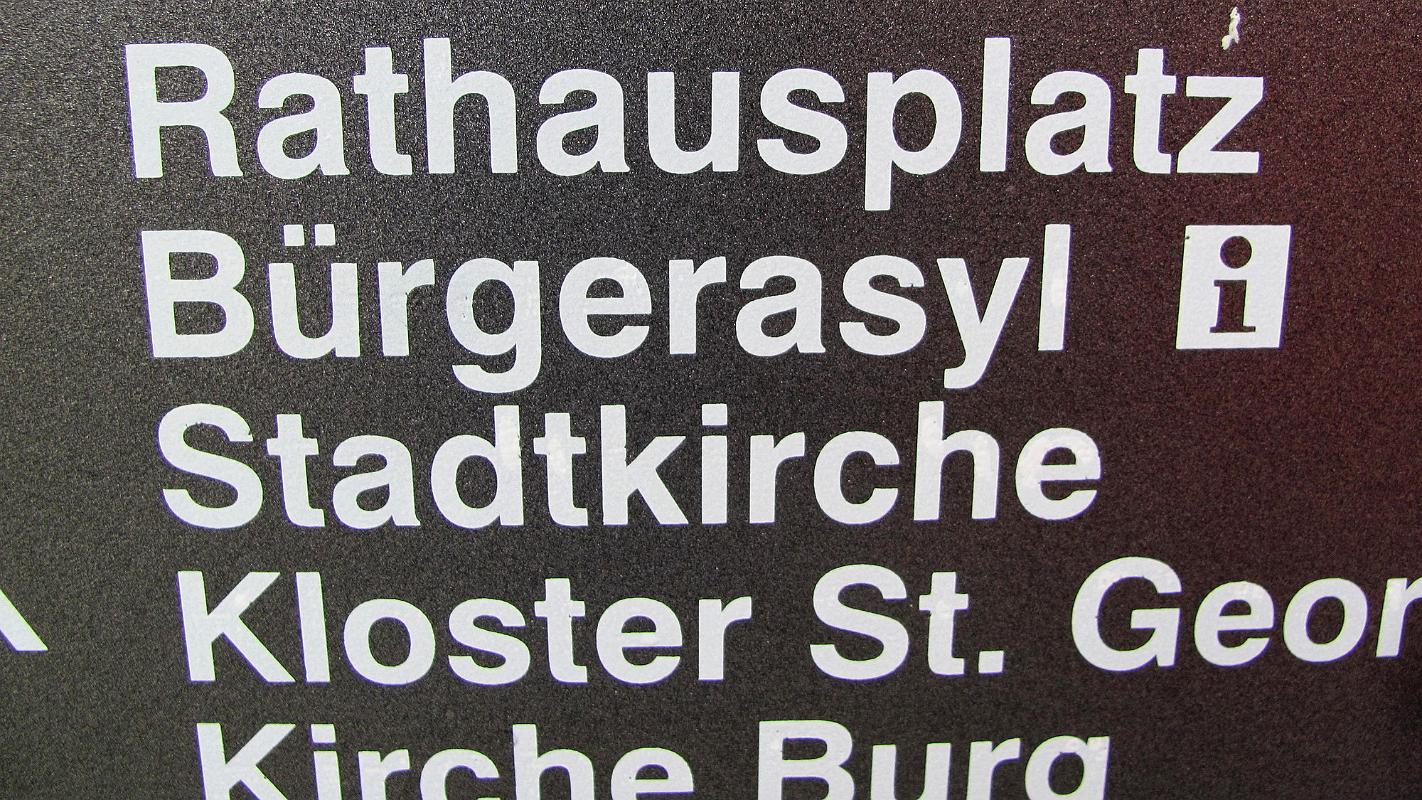 Rathausplatz
Bürgerasyl i
Stadtkirche
Kloster St. Geor
Kirche Burg